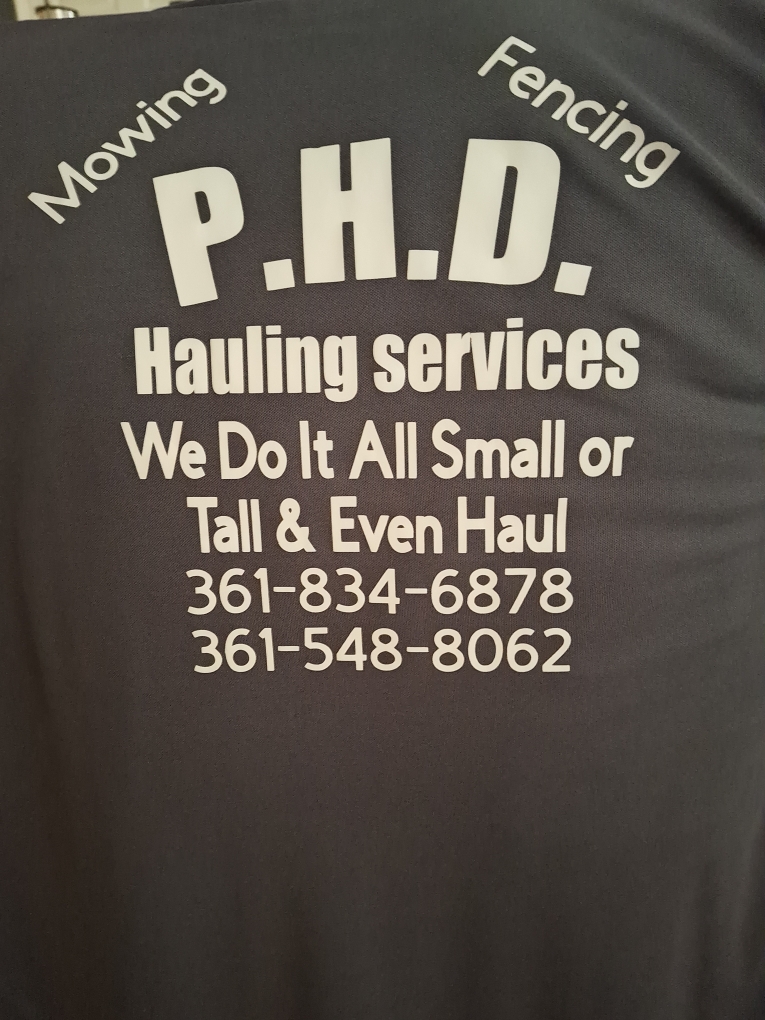 Mowing
Fencing
P.H.D.
Hauling services
We Do It All Small or
Tall & Even Haul
361-834-6878
361-548-8062